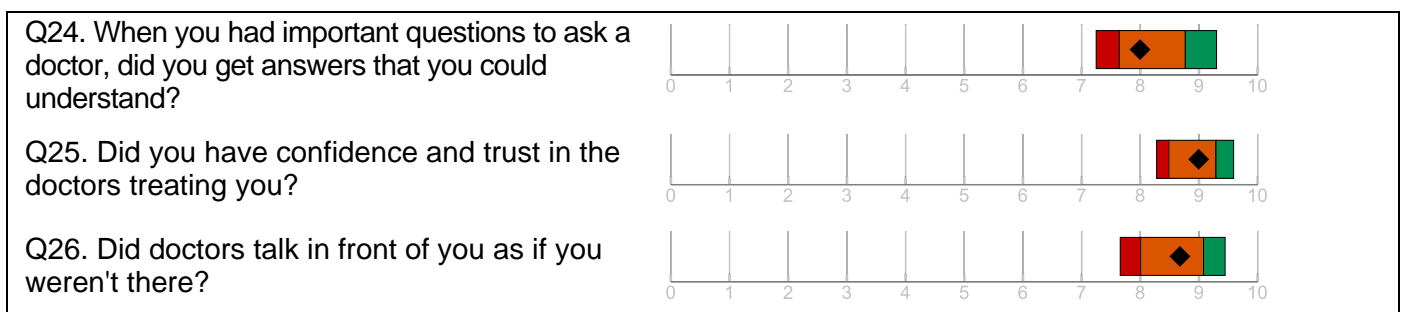 Q24. When you had important questions to ask a
doctor, did you get answers that you could
understand?
0 1 2 3 4 5 6 7 8 9 10
Q25. Did you have confidence and trust in the
doctors treating you?
0 1 2 3 4 5 6 7 8 9 10
Q26. Did doctors talk in front of you as if you
weren't there?
0 1 2 3 4 5 6 7 8 9 10